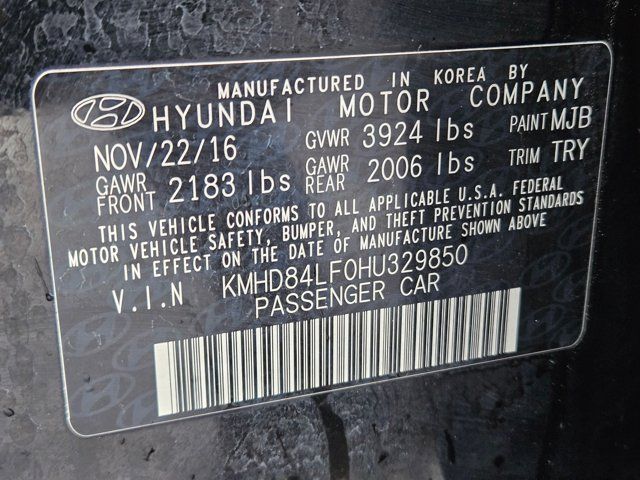 MANUFACTURED IN KOREA BY
HYUNDAI MOTOR COMPANY
NOV/22/16 GVWR 3924 lbs PAINT MJB
GAWR FRONT 2183 lbs GAWR REAR 2006 lbs TRIM TRY
THIS VEHICLE CONFORMS TO ALL APPLICABLE U.S.A. FEDERAL
MOTOR VEHICLE SAFETY, BUMPER, AND THEFT PREVENTION STANDARDS
IN EFFECT ON THE DATE OF MANUFACTURE SHOWN ABOVE
V.I.N KMHD84LF0HU329850
PASSENGER CAR